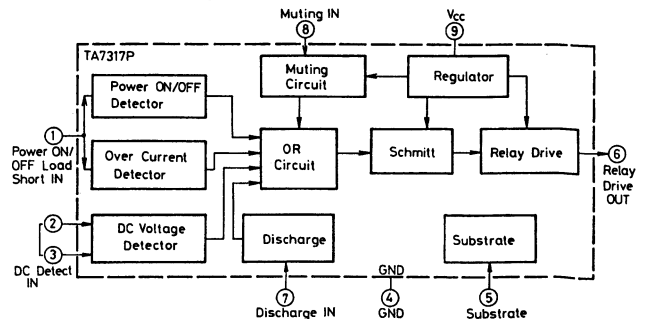 Muting IN
8
Vcc
9
TA7317P
Power ON/OFF
Detector
Muting
Circuit
Regulator
1
Power ON/
OFF Load
Short IN
Over Current
Detector
OR
Circuit
Schmitt
Relay Drive
6
Relay
Drive
OUT
2
3
DC Detect
IN
DC Voltage
Detector
Discharge
Substrate
GND
7
Discharge IN
4
GND
5
Substrate